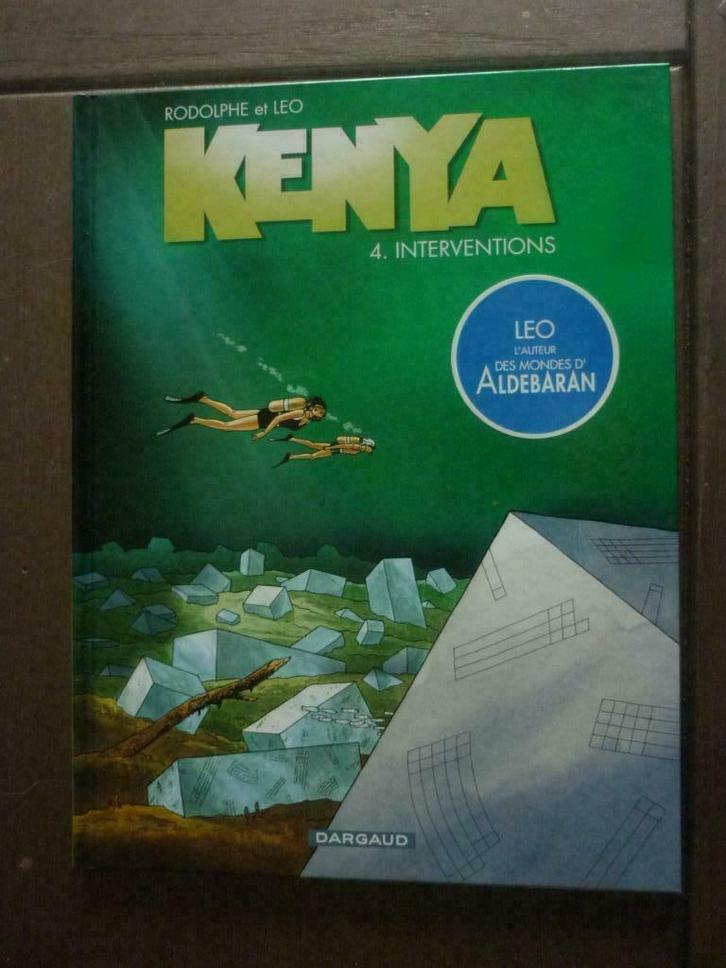 RODOLPHE et LEO
KENYA
4. INTERVENTIONS
LEO
L'AUTEUR
DES MONDES D'
ALDEBARAN
DARGAUD